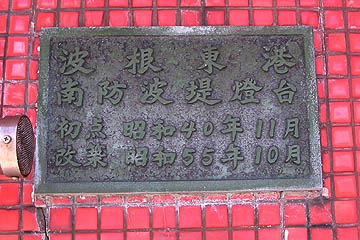 波根東港
南防波堤燈台
初点 昭和40年11月
改築 昭和55年10月